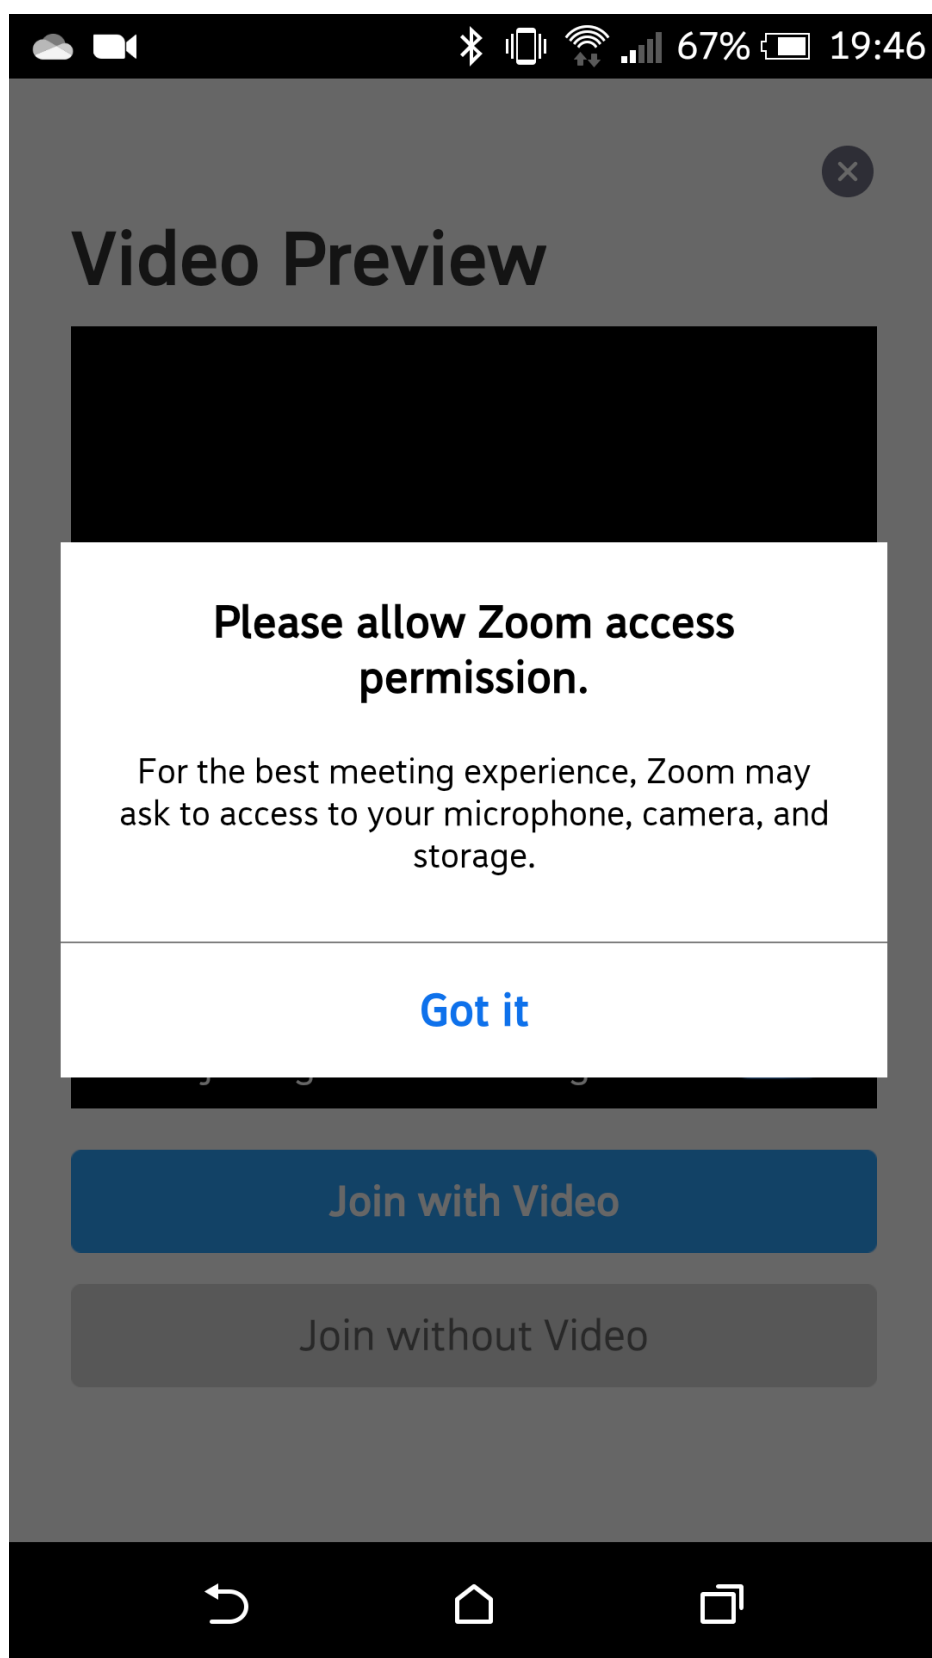 67% 19:46
Video Preview
Please allow Zoom access
permission.
For the best meeting experience, Zoom may
ask to access to your microphone, camera, and
storage.
Got it
Join with Video
Join without Video